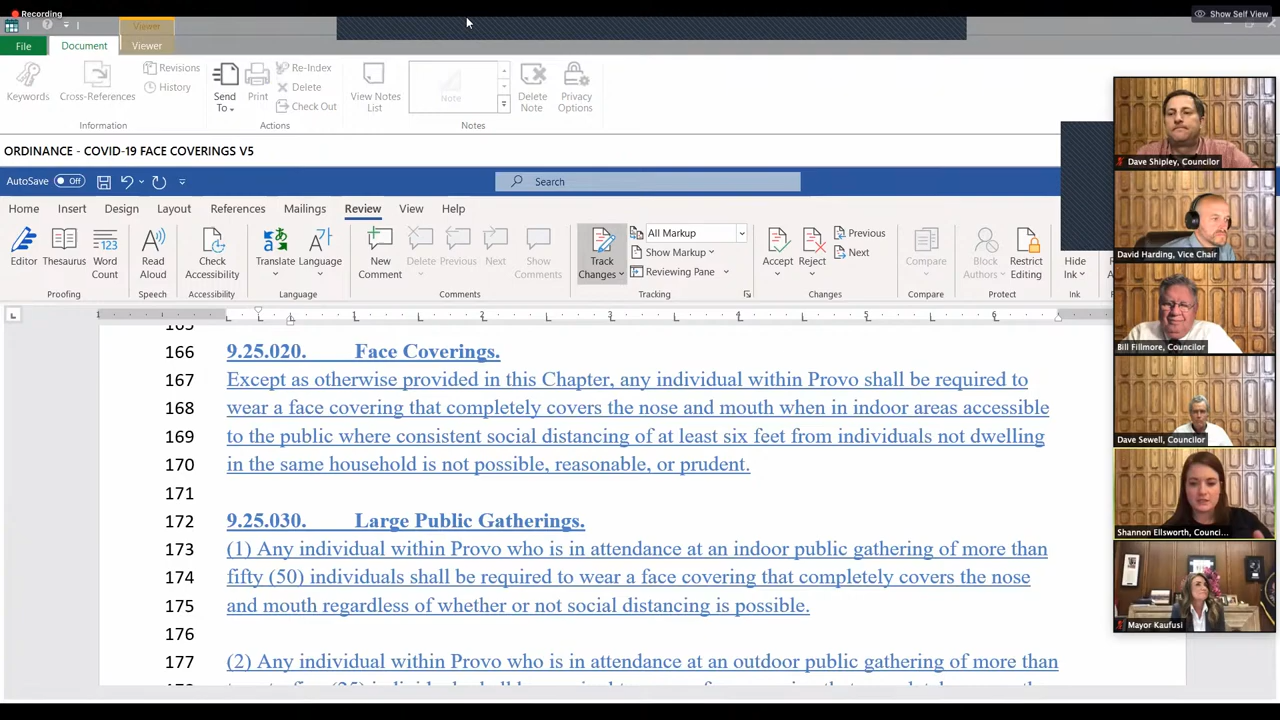 Recording
Show Self View
Viewer
File
Document
Viewer
Keywords
Cross-References
Revisions
History
Information
Send To
Print
Re-Index
Delete
Check Out
Actions
View Notes List
Note
Delete Note
Privacy Options
Notes
ORDINANCE - COVID-19 FACE COVERINGS V5
AutoSave Off
Search
Home Insert Design Layout References Mailings Review View Help
Editor
Thesaurus
Word Count
Proofing
Read Aloud
Speech
Check Accessibility
Accessibility
Translate
Language
Language
New Comment
Delete
Previous
Next
Show Comments
Comments
Track Changes
All Markup
Show Markup
Reviewing Pane
Tracking
Accept
Reject
Previous
Next
Changes
Compare
Compare
Block Authors
Restrict Editing
Protect
Hide Ink
Ink
1 1 2 3 4 5 6
165
166 9.25.020. Face Coverings.
167 Except as otherwise provided in this Chapter, any individual within Provo shall be required to
168 wear a face covering that completely covers the nose and mouth when in indoor areas accessible
169 to the public where consistent social distancing of at least six feet from individuals not dwelling
170 in the same household is not possible, reasonable, or prudent.
171
172 9.25.030. Large Public Gatherings.
173 (1) Any individual within Provo who is in attendance at an indoor public gathering of more than
174 fifty (50) individuals shall be required to wear a face covering that completely covers the nose
175 and mouth regardless of whether or not social distancing is possible.
176
177 (2) Any individual within Provo who is in attendance at an outdoor public gathering of more than
Dave Shipley, Councilor
David Harding, Vice Chair
Bill Fillmore, Councilor
Dave Sewell, Councilor
Shannon Ellsworth, Counci...
Mayor Kaufusi